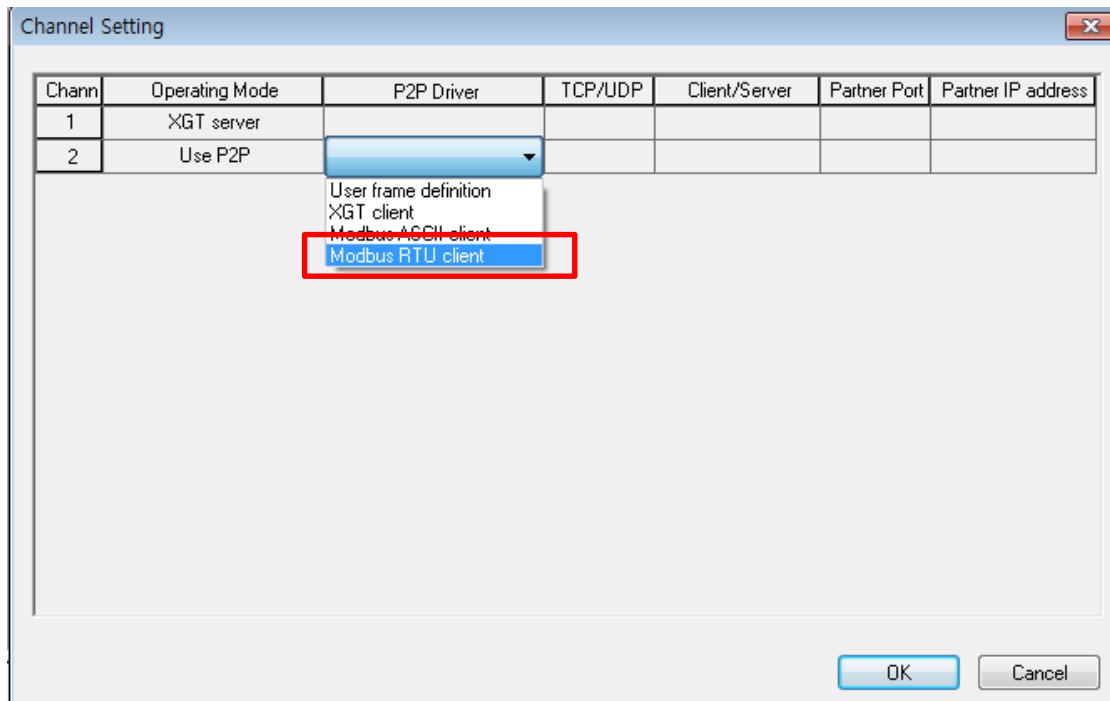 Channel Setting
Chann Operating Mode P2P Driver TCP/UDP Client/Server Partner Port Partner IP address
1 XGT server
2 Use P2P
User frame definition
XGT client
Modbus ASCII client
Modbus RTU client
OK Cancel